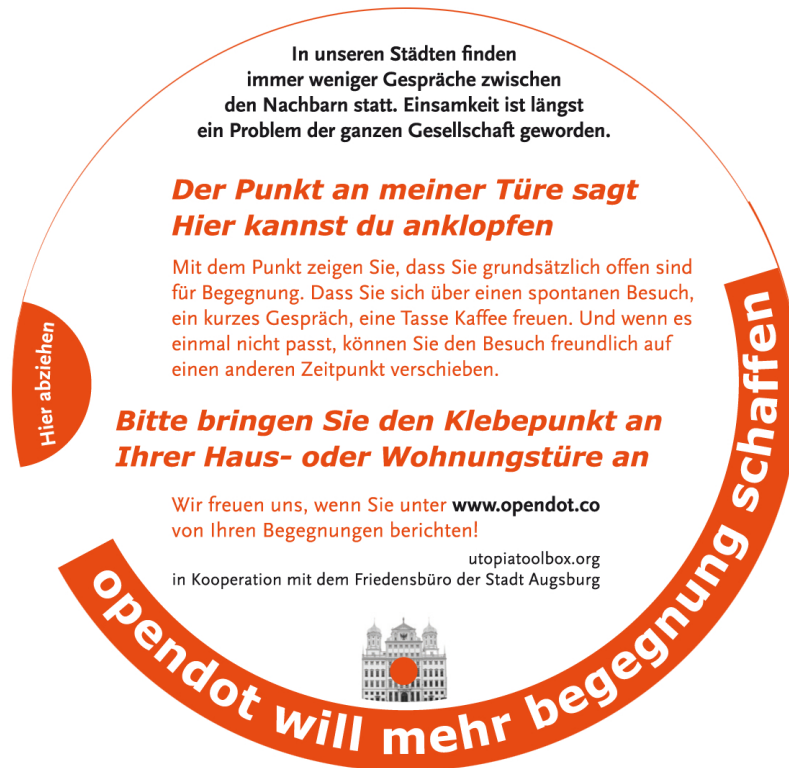 In unseren Städten finden
immer weniger Gespräche zwischen
den Nachbarn statt. Einsamkeit ist längst
ein Problem der ganzen Gesellschaft geworden.
Der Punkt an meiner Türe sagt
Hier kannst du anklopfen
Mit dem Punkt zeigen Sie, dass Sie grundsätzlich offen sind
für Begegnung. Dass Sie sich über einen spontanen Besuch,
ein kurzes Gespräch, eine Tasse Kaffee freuen. Und wenn es
einmal nicht passt, können Sie den Besuch freundlich auf
einen anderen Zeitpunkt verschieben.
Hier abziehen
Bitte bringen Sie den Klebepunkt an
Ihrer Haus- oder Wohnungstüre an
Wir freuen uns, wenn Sie unter www.opendot.co
von Ihren Begegnungen berichten!
utopiatoolbox.org
in Kooperation mit dem Friedensbüro der Stadt Augsburg
opendot will mehr begegnung schaffen